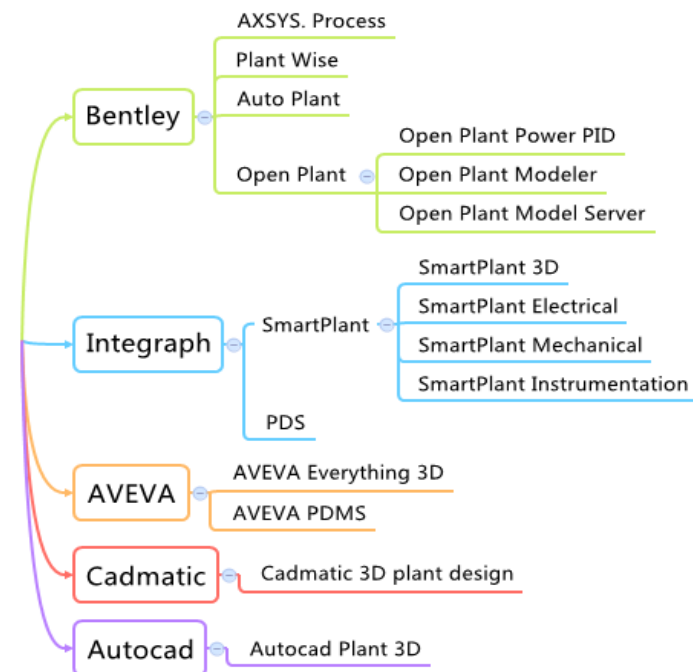 AXSYS. Process
Plant Wise
Bentley
Auto Plant
Open Plant
Open Plant Power PID
Open Plant Modeler
Open Plant Model Server
Integraph
SmartPlant
SmartPlant 3D
SmartPlant Electrical
SmartPlant Mechanical
SmartPlant Instrumentation
PDS
AVEVA
AVEVA Everything 3D
AVEVA PDMS
Cadmatic
Cadmatic 3D plant design
Autocad
Autocad Plant 3D